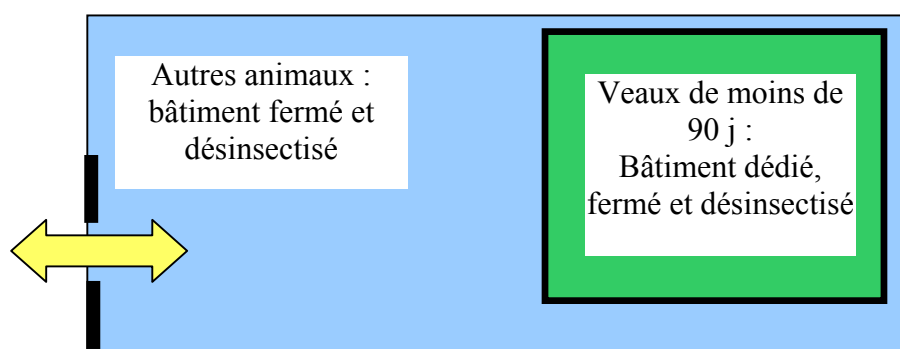 Autres animaux :
bâtiment fermé et
désinsectisé
Veaux de moins de
90 j :
Bâtiment dédié,
fermé et désinsectisé